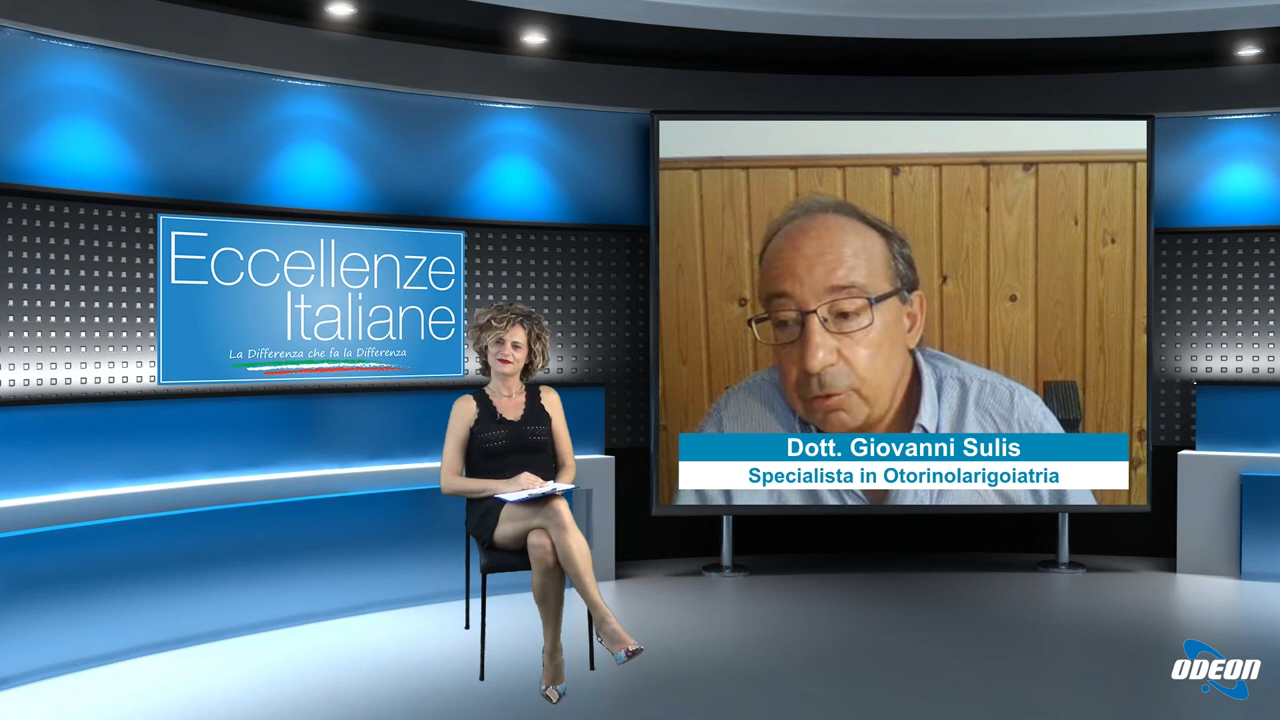 Eccellenze
Italiane
La Differenza che fa la Differenza
Dott. Giovanni Sulis
Specialista in Otorinolarigoiatria
ODEON